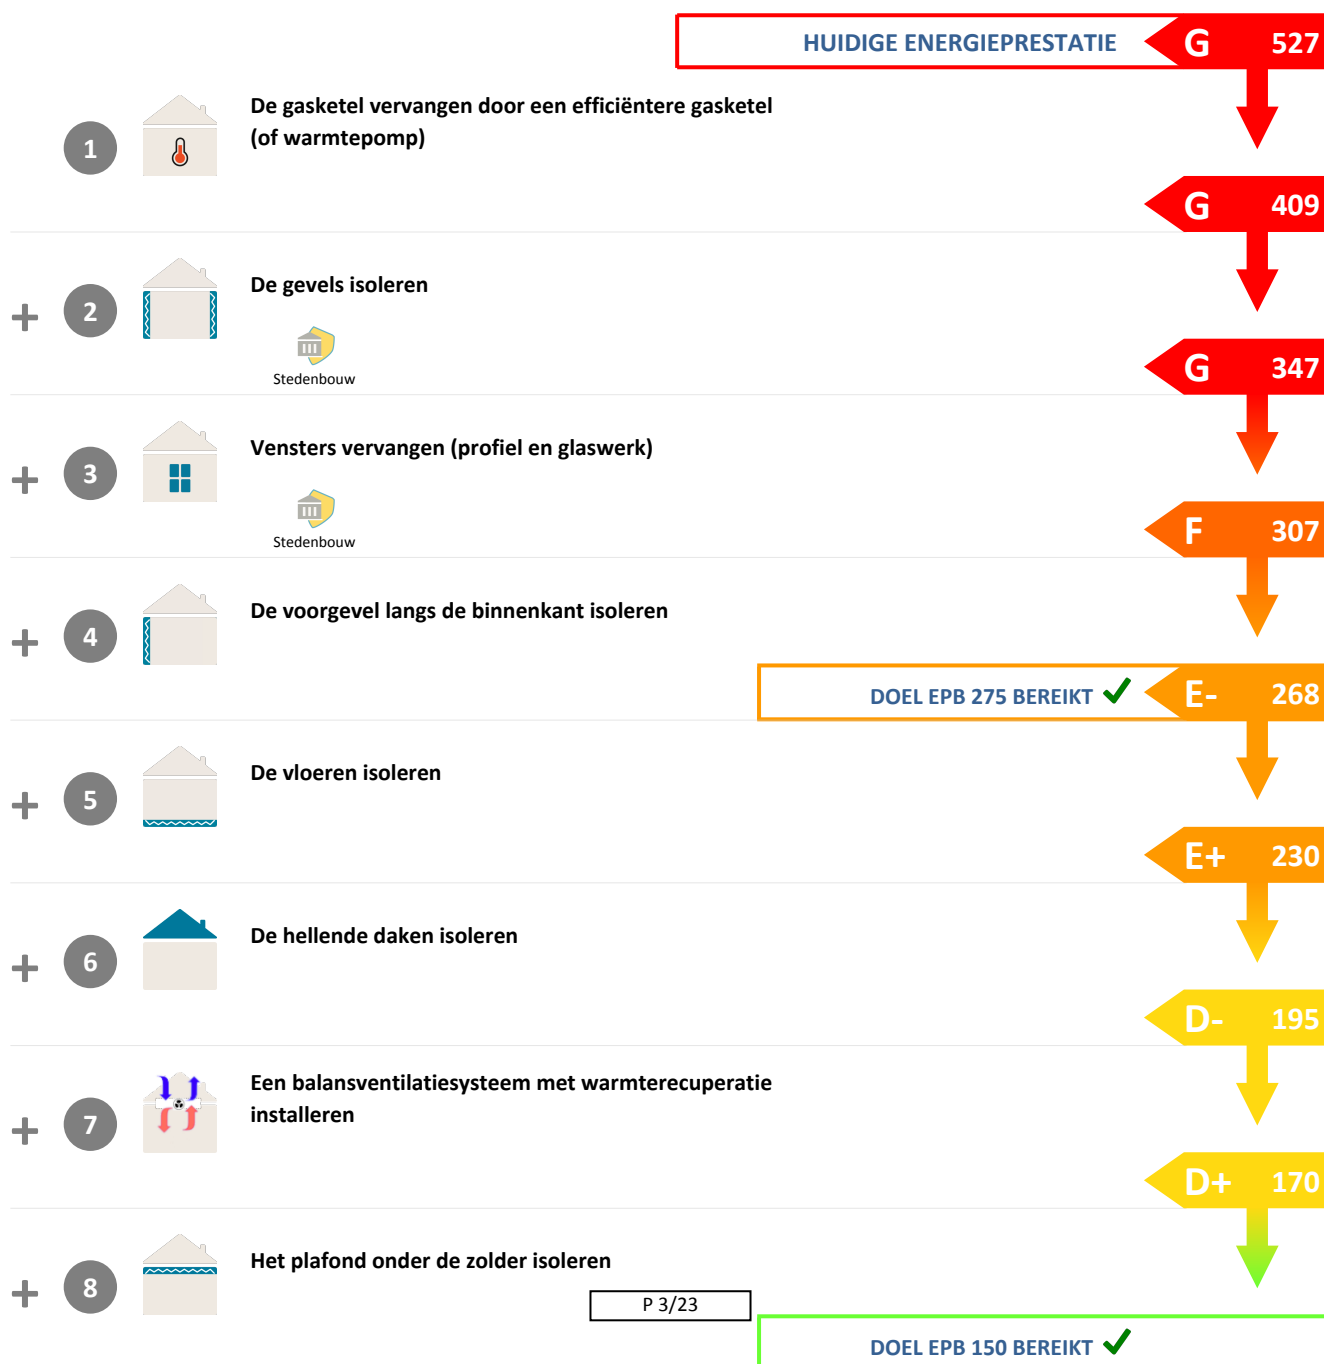 HUIDIGE ENERGIEPRESTATIE G 527
De gasketel vervangen door een efficiëntere gasketel
(of warmtepomp)
1
G 409
De gevels isoleren
+ 2
Stedenbouw
G 347
Vensters vervangen (profiel en glaswerk)
+ 3
Stedenbouw
F 307
De voorgevel langs de binnenkant isoleren
+ 4
DOEL EPB 275 BEREIKT ✔ E- 268
De vloeren isoleren
+ 5
E+ 230
De hellende daken isoleren
+ 6
D- 195
Een balansventilatiesysteem met warmterecuperatie
installeren
+ 7
D+ 170
Het plafond onder de zolder isoleren
+ 8
P 3/23
DOEL EPB 150 BEREIKT ✔